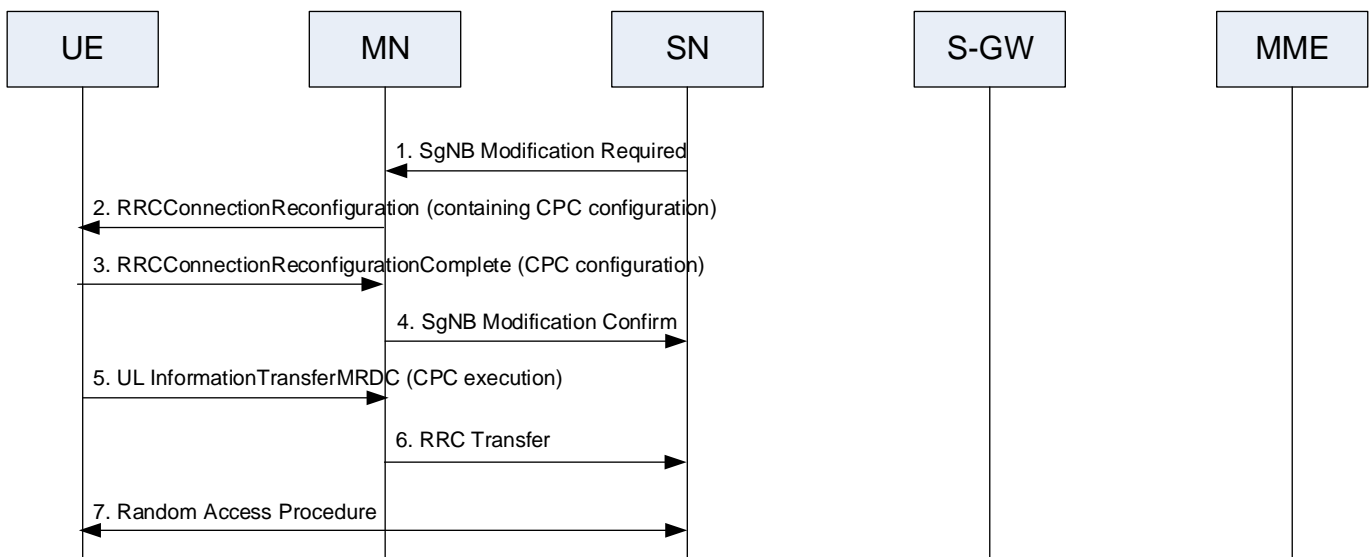 UE
MN
SN
S-GW
MME
1. SgNB Modification Required
2. RRCConnectionReconfiguration (containing CPC configuration)
3. RRCConnectionReconfigurationComplete (CPC configuration)
4. SgNB Modification Confirm
5. UL InformationTransferMRDC (CPC execution)
6. RRC Transfer
7. Random Access Procedure